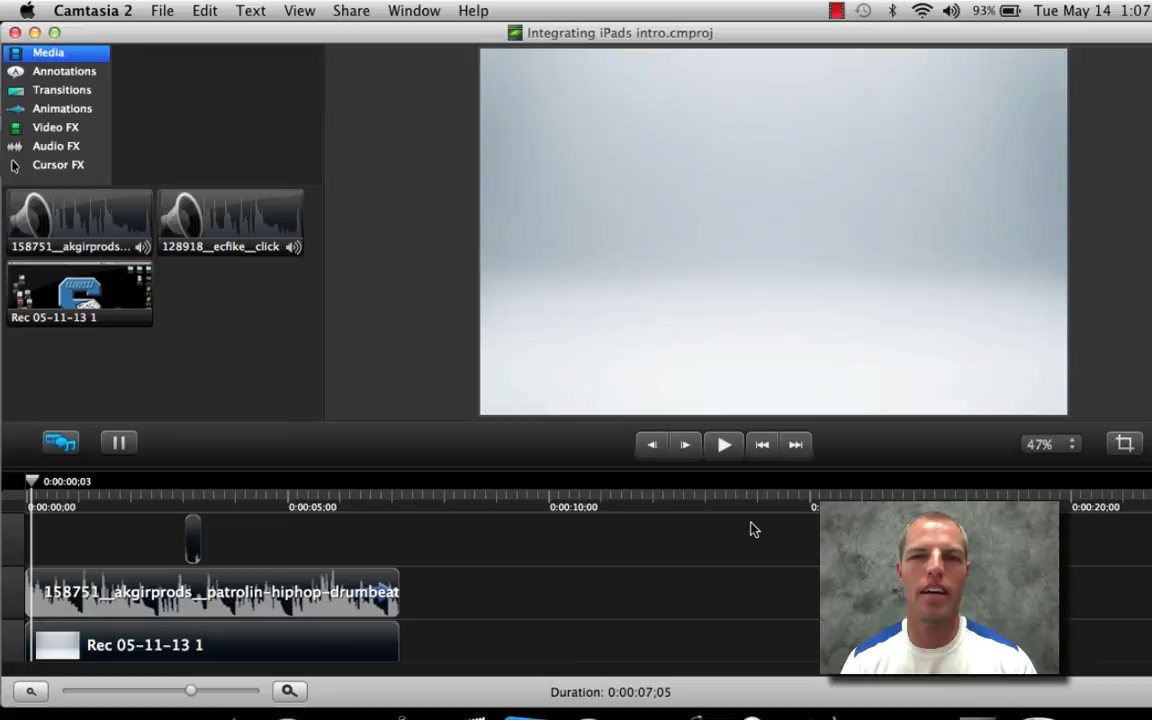 Camtasia 2 File Edit Text View Share Window Help 93% Tue May 14 1:07
Integrating iPads intro.cmproj
Media
Annotations
Transitions
Animations
Video FX
Audio FX
Cursor FX
158751__akgirprods... 128918__ecfike__click
Rec 05-11-13 1
47%
0:00:00;03
0:00:00;00 0:00:05;00 0:00:10;00 0:00:20;00
158751__akgirprods__patrolin-hiphop-drumbeat
Rec 05-11-13 1
Duration: 0:00:07;05